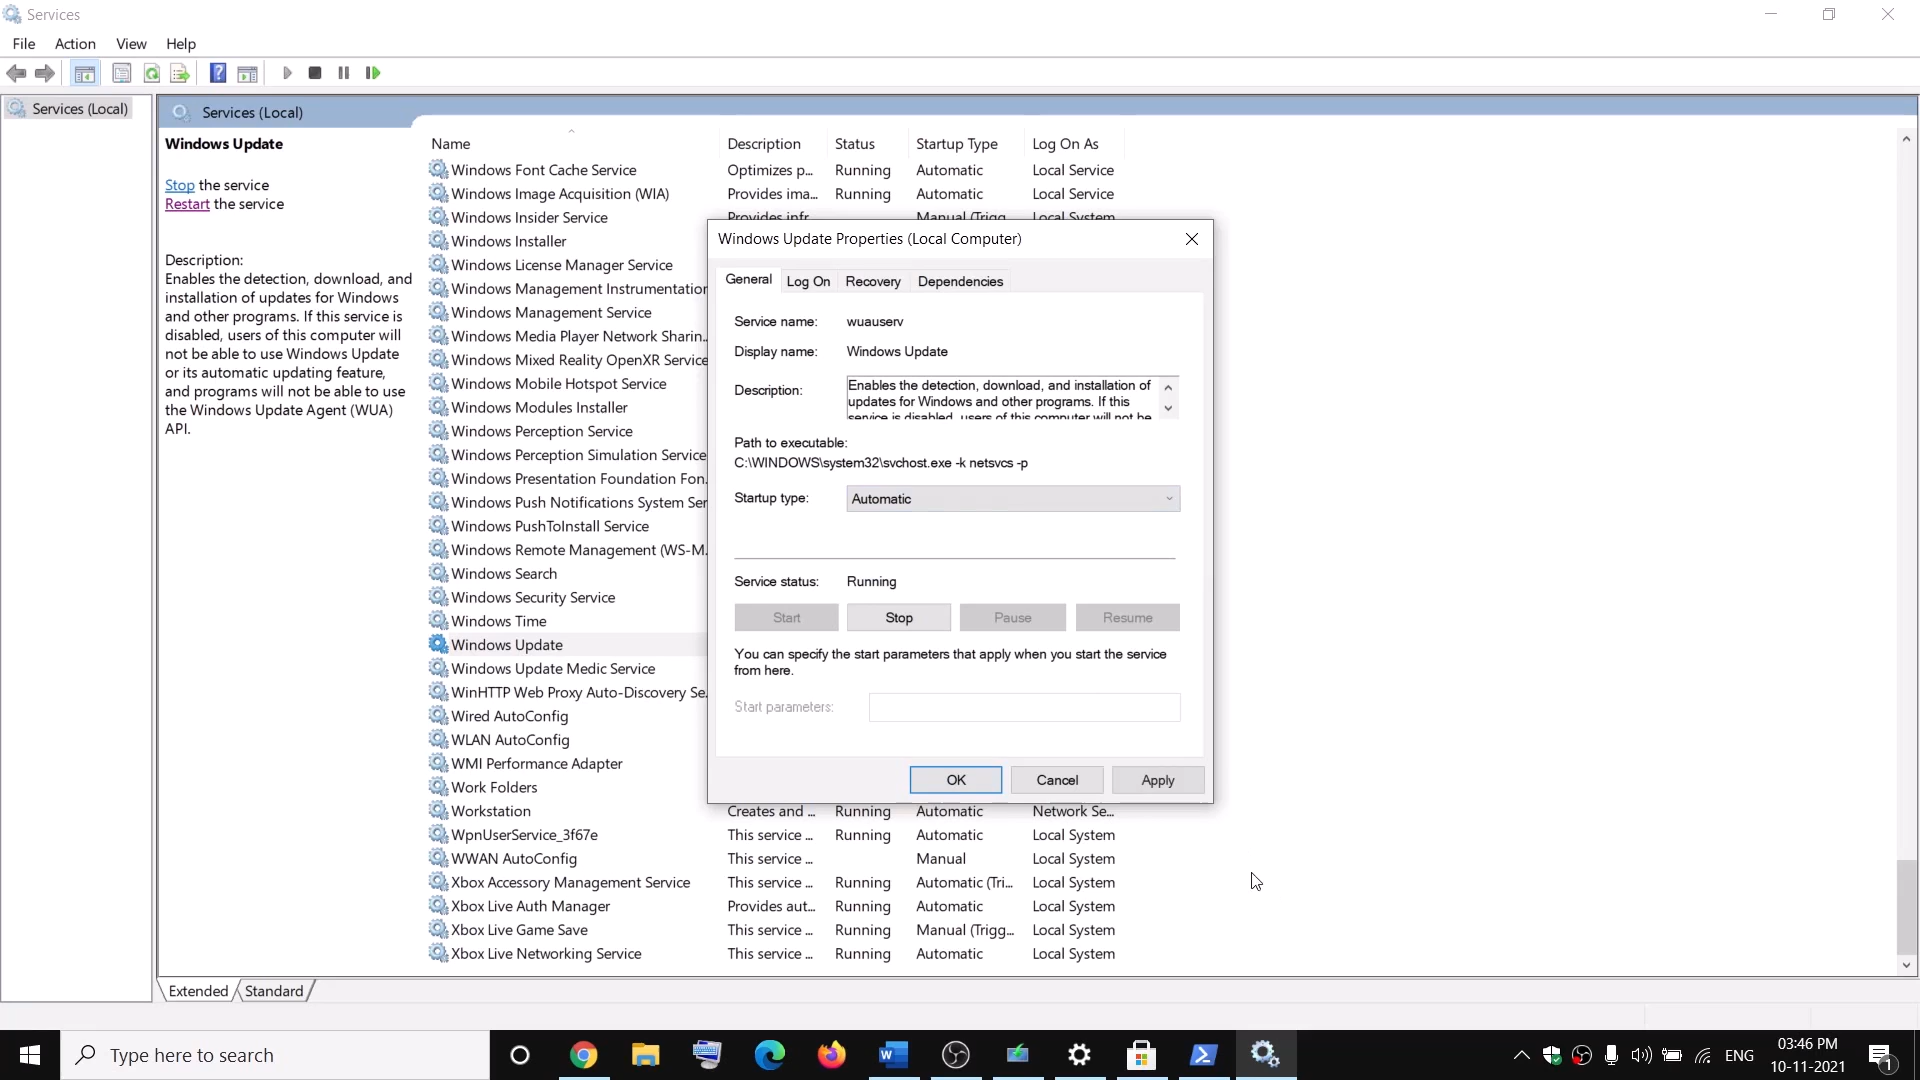 Services
File Action View Help
Services (Local)
Services (Local)
Windows Update
Stop the service
Restart the service
Description:
Enables the detection, download, and
installation of updates for Windows
and other programs. If this service is
disabled, users of this computer will
not be able to use Windows Update
or its automatic updating feature,
and programs will not be able to use
the Windows Update Agent (WUA)
API.
Name Description Status Startup Type Log On As
Windows Font Cache Service Optimizes p... Running Automatic Local Service
Windows Image Acquisition (WIA) Provides ima... Running Automatic Local Service
Windows Insider Service Provides infr Manual (Trigg Local System
Windows Installer
Windows License Manager Service
Windows Management Instrumentation
Windows Management Service
Windows Media Player Network Sharin..
Windows Mixed Reality OpenXR Service
Windows Mobile Hotspot Service
Windows Modules Installer
Windows Perception Service
Windows Perception Simulation Service
Windows Presentation Foundation Fon.
Windows Push Notifications System Ser
Windows PushToInstall Service
Windows Remote Management (WS-M.
Windows Search
Windows Security Service
Windows Time
Windows Update
Windows Update Medic Service
WinHTTP Web Proxy Auto-Discovery Se.
Wired AutoConfig
WLAN AutoConfig
WMI Performance Adapter
Work Folders
Workstation Creates and ... Running Automatic Network Se...
WpnUserService_3f67e This service ... Running Automatic Local System
WWAN AutoConfig This service ... Manual Local System
Xbox Accessory Management Service This service ... Running Automatic (Tri... Local System
Xbox Live Auth Manager Provides aut... Running Automatic Local System
Xbox Live Game Save This service ... Running Manual (Trigg... Local System
Xbox Live Networking Service This service ... Running Automatic Local System
Windows Update Properties (Local Computer)
General Log On Recovery Dependencies
Service name: wuauserv
Display name: Windows Update
Description: Enables the detection, download, and installation of
updates for Windows and other programs. If this
service is disabled, users of this computer will not be
Path to executable:
C:\WINDOWS\system32\svchost.exe -k netsvcs -p
Startup type: Automatic
Service status: Running
Start Stop Pause Resume
You can specify the start parameters that apply when you start the service
from here.
Start parameters:
OK Cancel Apply
Extended Standard
Type here to search
ENG
03:46 PM
10-11-2021
1